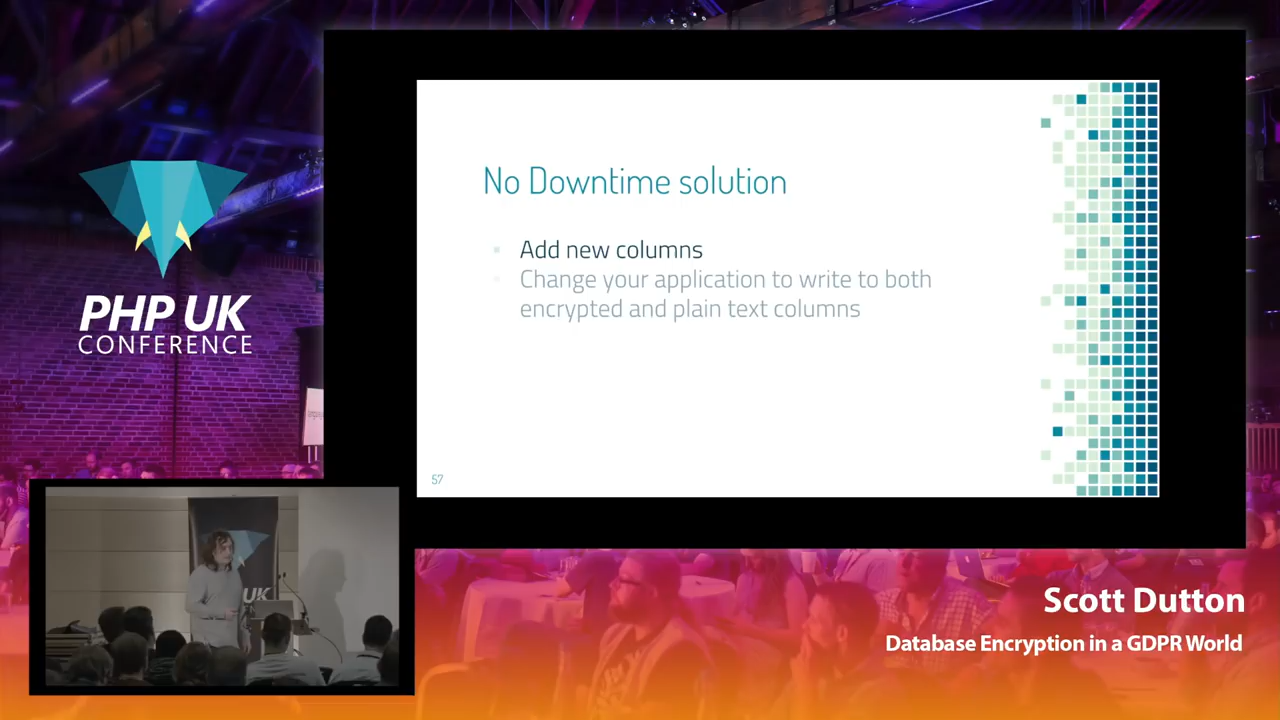 PHP UK
CONFERENCE
No Downtime solution
Add new columns
Change your application to write to both
encrypted and plain text columns
57
UK
Scott Dutton
Database Encryption in a GDPR World